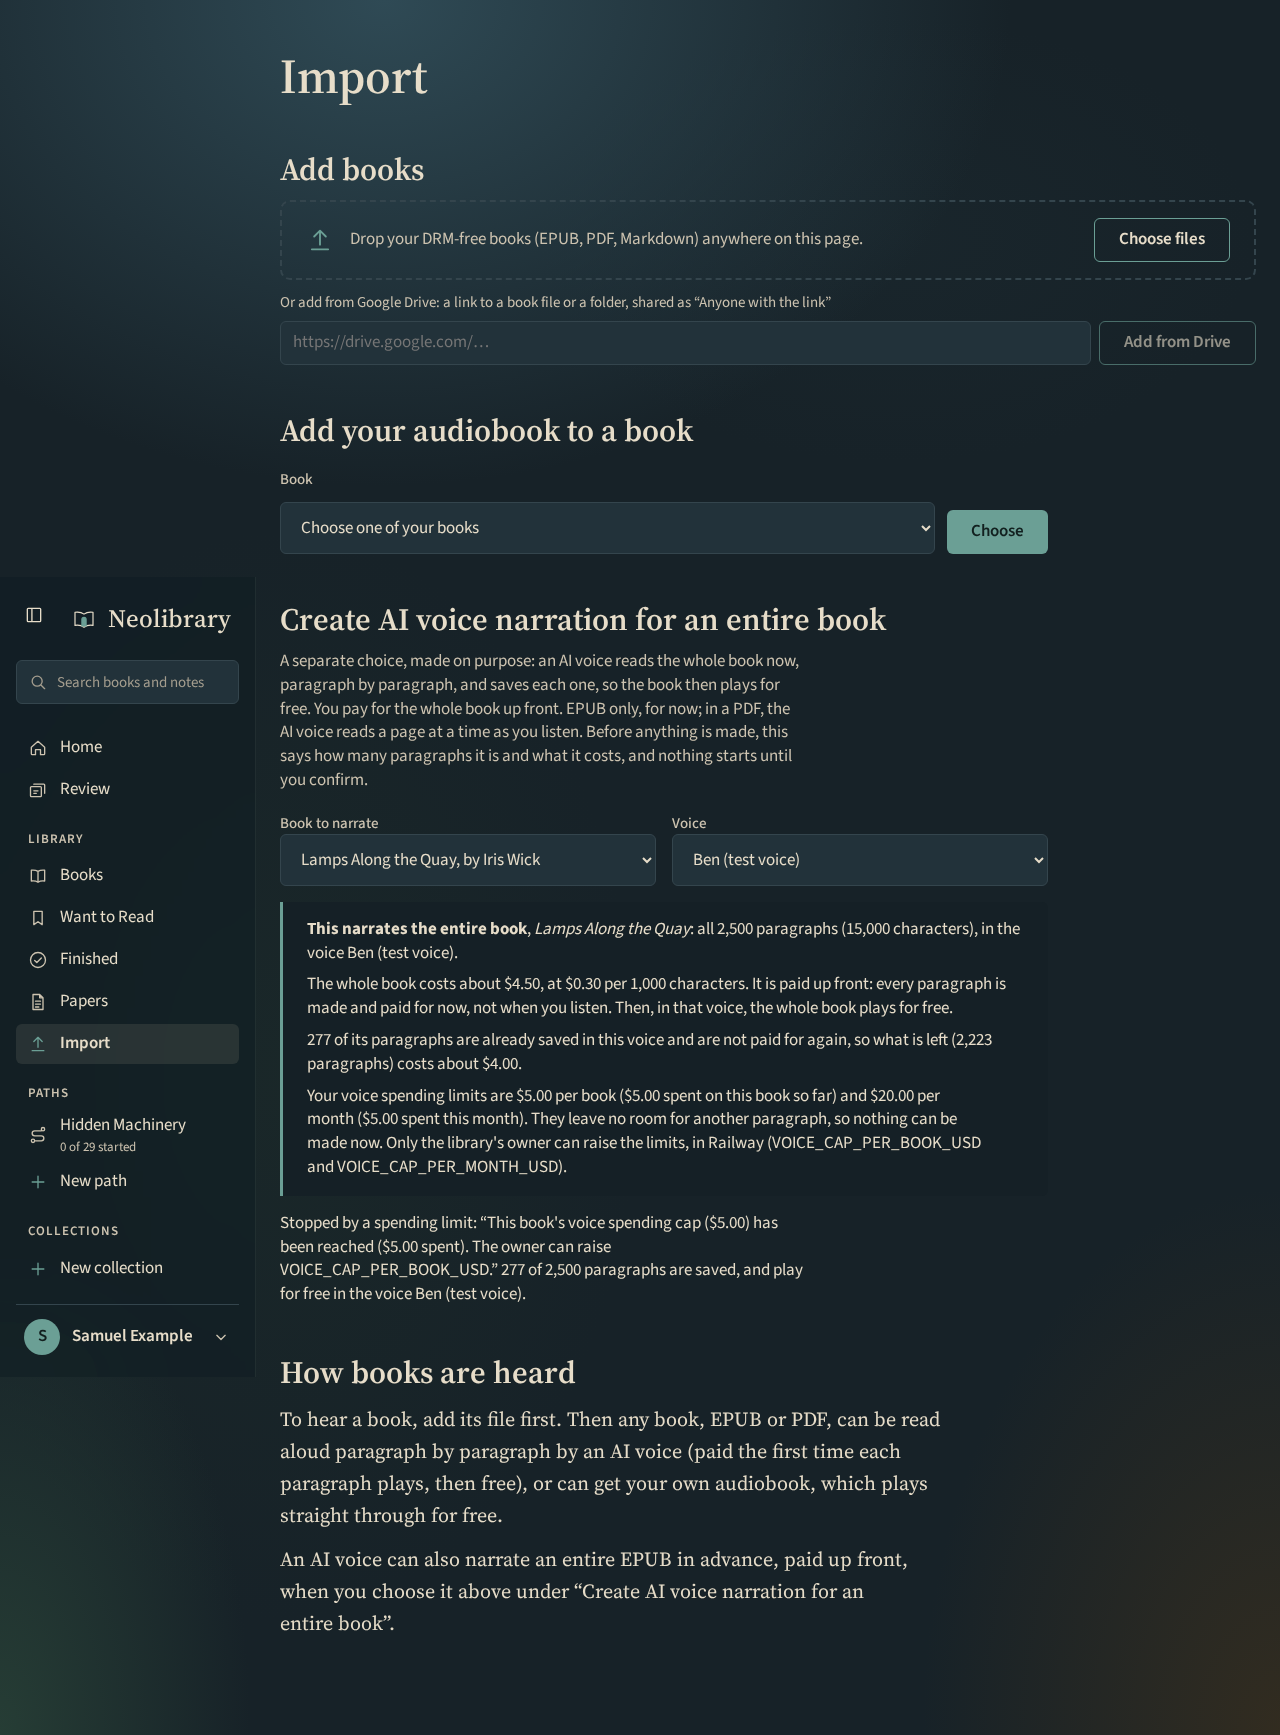 Import
Add books
Drop your DRM-free books (EPUB, PDF, Markdown) anywhere on this page.
Choose files
Or add from Google Drive: a link to a book file or a folder, shared as “Anyone with the link”
https://drive.google.com/…
Add from Drive
Add your audiobook to a book
Book
Choose one of your books
Choose
Neolibrary
Search books and notes
Home
Review
LIBRARY
Books
Want to Read
Finished
Papers
Import
PATHS
Hidden Machinery
0 of 29 started
New path
COLLECTIONS
New collection
S
Samuel Example
Create AI voice narration for an entire book
A separate choice, made on purpose: an AI voice reads the whole book now,
paragraph by paragraph, and saves each one, so the book then plays for
free. You pay for the whole book up front. EPUB only, for now; in a PDF, the
AI voice reads a page at a time as you listen. Before anything is made, this
says how many paragraphs it is and what it costs, and nothing starts until
you confirm.
Book to narrate
Lamps Along the Quay, by Iris Wick
Voice
Ben (test voice)
This narrates the entire book, Lamps Along the Quay: all 2,500 paragraphs (15,000 characters), in the
voice Ben (test voice).
The whole book costs about $4.50, at $0.30 per 1,000 characters. It is paid up front: every paragraph is
made and paid for now, not when you listen. Then, in that voice, the whole book plays for free.
277 of its paragraphs are already saved in this voice and are not paid for again, so what is left (2,223
paragraphs) costs about $4.00.
Your voice spending limits are $5.00 per book ($5.00 spent on this book so far) and $20.00 per
month ($5.00 spent this month). They leave no room for another paragraph, so nothing can be
made now. Only the library's owner can raise the limits, in Railway (VOICE_CAP_PER_BOOK_USD
and VOICE_CAP_PER_MONTH_USD).
Stopped by a spending limit: “This book's voice spending cap ($5.00) has
been reached ($5.00 spent). The owner can raise
VOICE_CAP_PER_BOOK_USD.” 277 of 2,500 paragraphs are saved, and play
for free in the voice Ben (test voice).
How books are heard
To hear a book, add its file first. Then any book, EPUB or PDF, can be read
aloud paragraph by paragraph by an AI voice (paid the first time each
paragraph plays, then free), or can get your own audiobook, which plays
straight through for free.
An AI voice can also narrate an entire EPUB in advance, paid up front,
when you choose it above under “Create AI voice narration for an
entire book”.